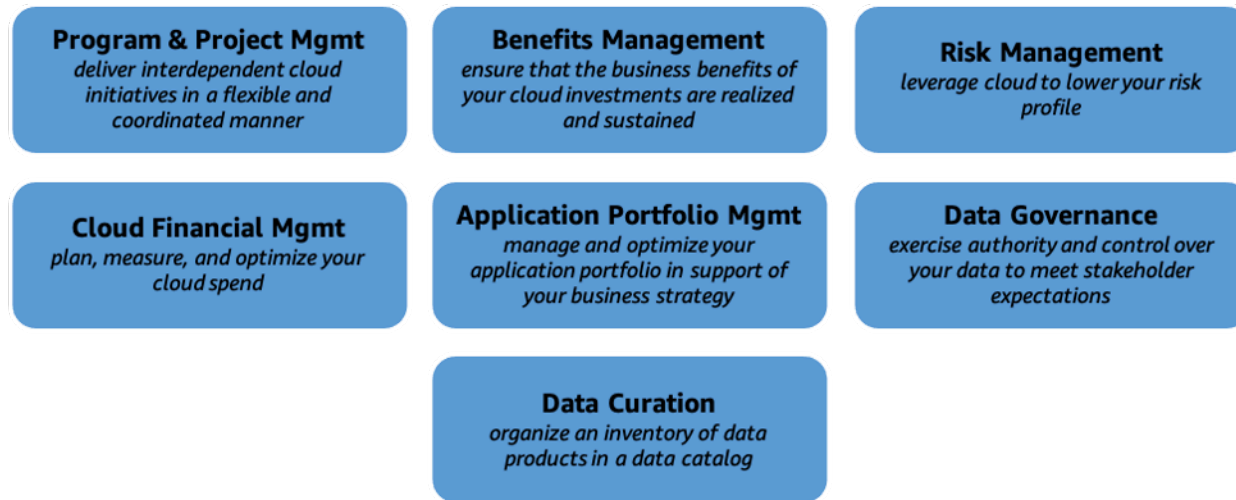 Program & Project Mgmt
deliver interdependent cloud
initiatives in a flexible and
coordinated manner
Benefits Management
ensure that the business benefits of
your cloud investments are realized
and sustained
Risk Management
leverage cloud to lower your risk
profile
Cloud Financial Mgmt
plan, measure, and optimize your
cloud spend
Application Portfolio Mgmt
manage and optimize your
application portfolio in support of
your business strategy
Data Governance
exercise authority and control over
your data to meet stakeholder
expectations
Data Curation
organize an inventory of data
products in a data catalog